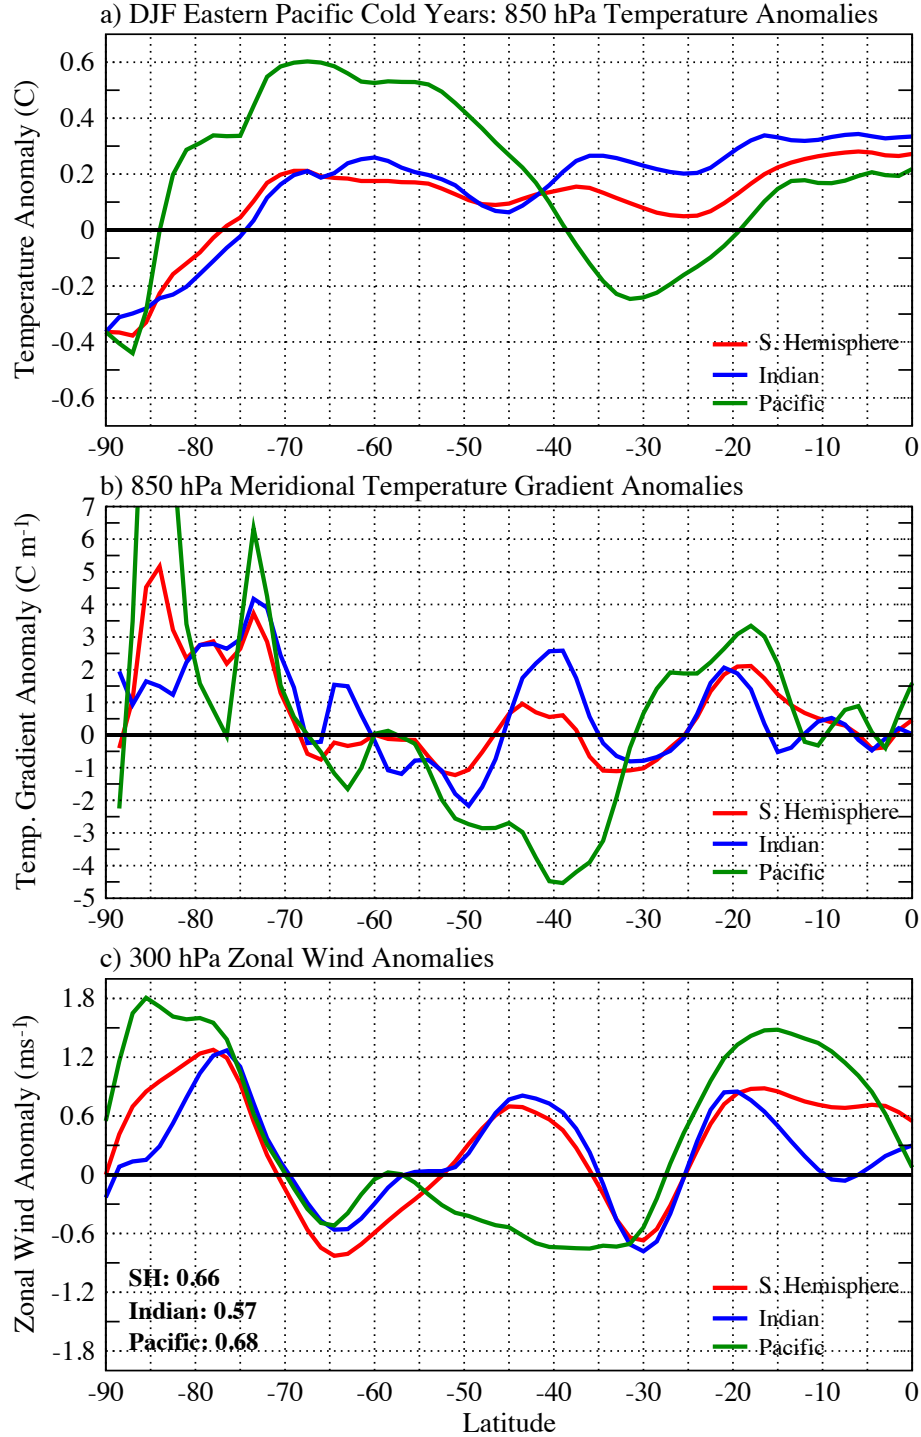 a) DJF Eastern Pacific Cold Years: 850 hPa Temperature Anomalies
Temperature Anomaly (C)
0.6
0.4
0.2
0
-0.2
-0.4
-0.6
S. Hemisphere
Indian
Pacific
-90 -80 -70 -60 -50 -40 -30 -20 -10 0
b) 850 hPa Meridional Temperature Gradient Anomalies
Temp. Gradient Anomaly (C m⁻¹)
7
6
5
4
3
2
1
0
-1
-2
-3
-4
-5
S. Hemisphere
Indian
Pacific
-90 -80 -70 -60 -50 -40 -30 -20 -10 0
c) 300 hPa Zonal Wind Anomalies
Zonal Wind Anomaly (ms⁻¹)
1.8
1.2
0.6
0
-0.6
-1.2
-1.8
SH: 0.66
Indian: 0.57
Pacific: 0.68
S. Hemisphere
Indian
Pacific
-90 -80 -70 -60 -50 -40 -30 -20 -10 0
Latitude